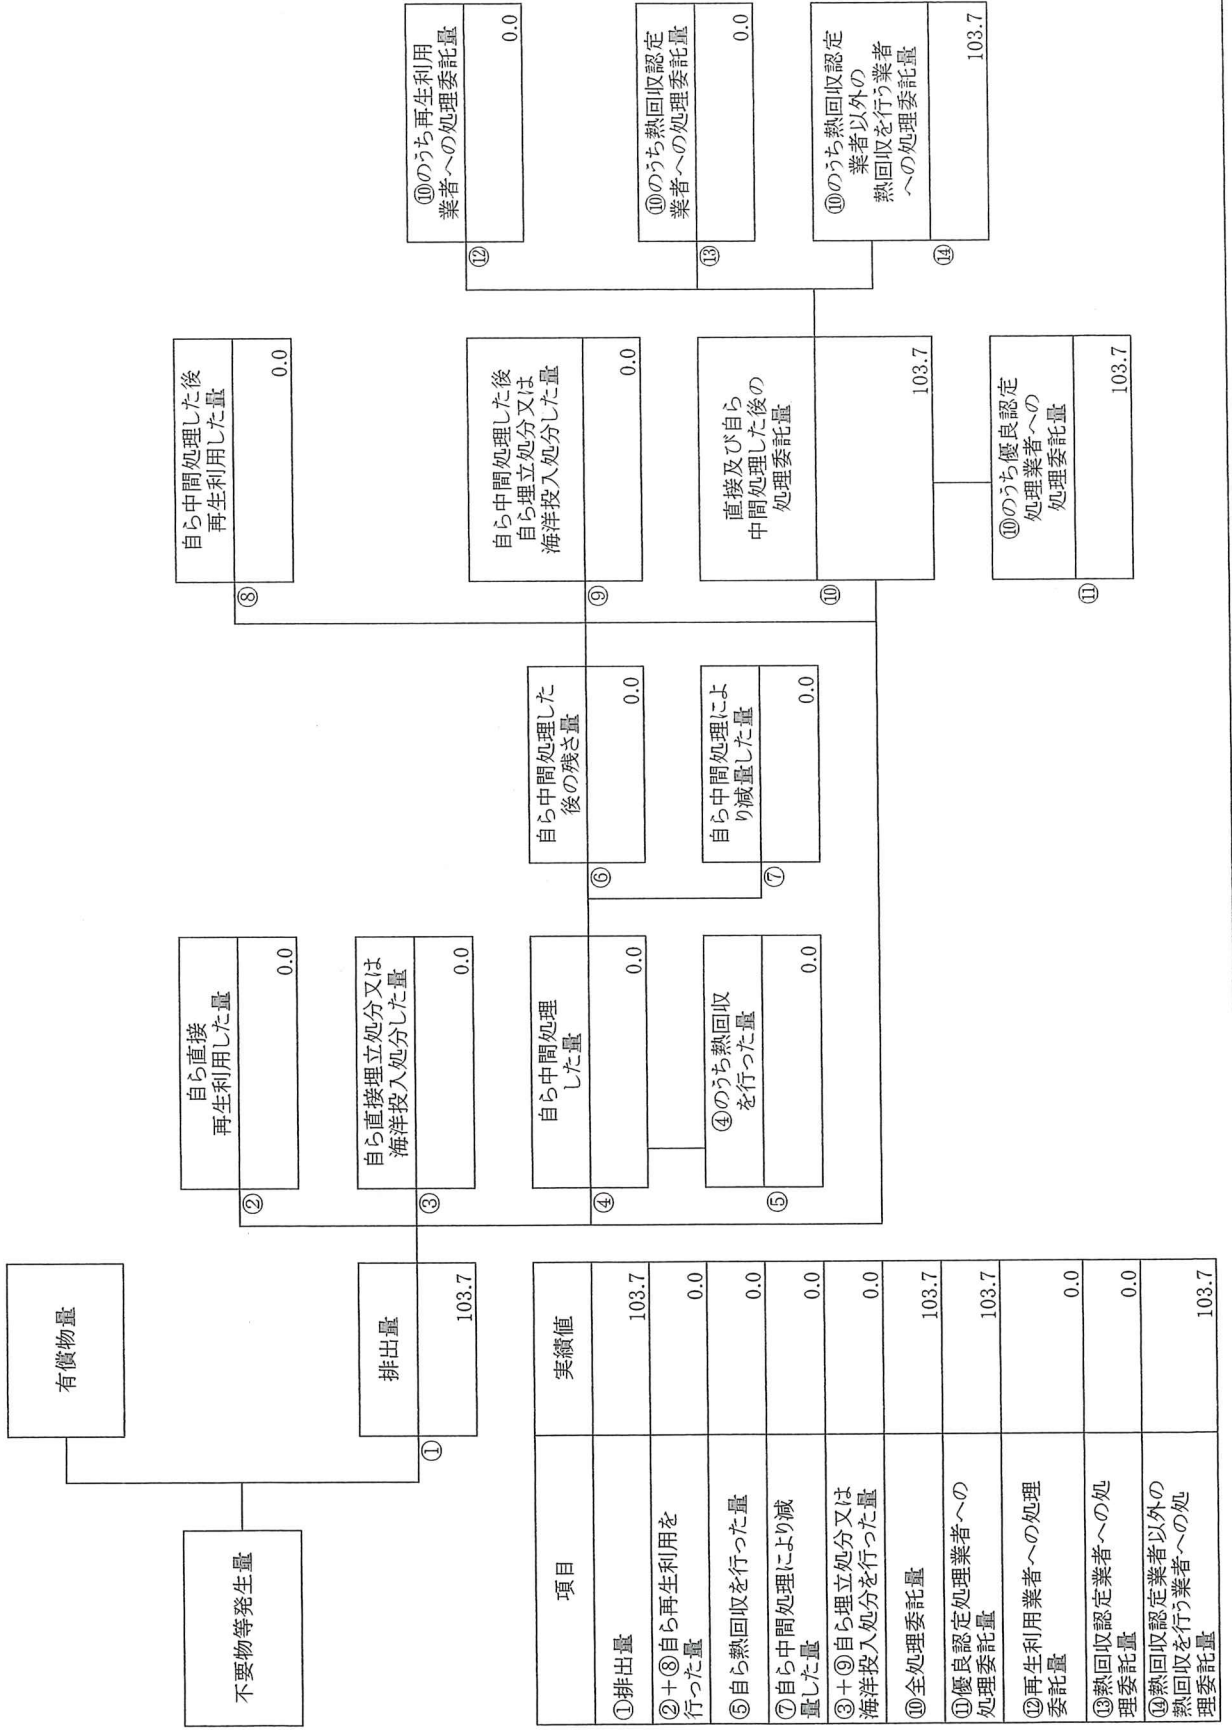 不要物等発生量
有償物量
排出量
①
103.7
自ら直接
再生利用した量
②
0.0
自ら直接埋立処分又は
海洋投入処分した量
③
0.0
自ら中間処理
した量
④
0.0
④のうち熱回収
を行った量
⑤
0.0
自ら中間処理した
後の残さ量
⑥
0.0
自ら中間処理によ
り減量した量
⑦
0.0
自ら中間処理した後
再生利用した量
⑧
0.0
自ら中間処理した後
自ら埋立処分又は
海洋投入処分した量
⑨
0.0
直接及び自ら
中間処理した後の
処理委託量
⑩
103.7
⑩のうち優良認定
処理業者への
処理委託量
⑪
103.7
⑩のうち再生利用
業者への処理委託量
⑫
0.0
⑩のうち熱回収認定
業者への処理委託量
⑬
0.0
⑩のうち熱回収認定
業者以外の
熱回収を行う業者
への処理委託量
⑭
103.7
項目 実績値
①排出量 103.7
②+⑧自ら再生利用を
行った量 0.0
⑤自ら熱回収を行った量 0.0
⑦自ら中間処理により減
量した量 0.0
③+⑨自ら埋立処分又は
海洋投入処分を行った量 0.0
⑩全処理委託量 103.7
⑪優良認定処理業者への
処理委託量 103.7
⑫再生利用業者への処理
委託量 0.0
⑬熱回収認定業者への処
理委託量 0.0
⑭熱回収認定業者以外の
熱回収を行う業者への処
理委託量 103.7